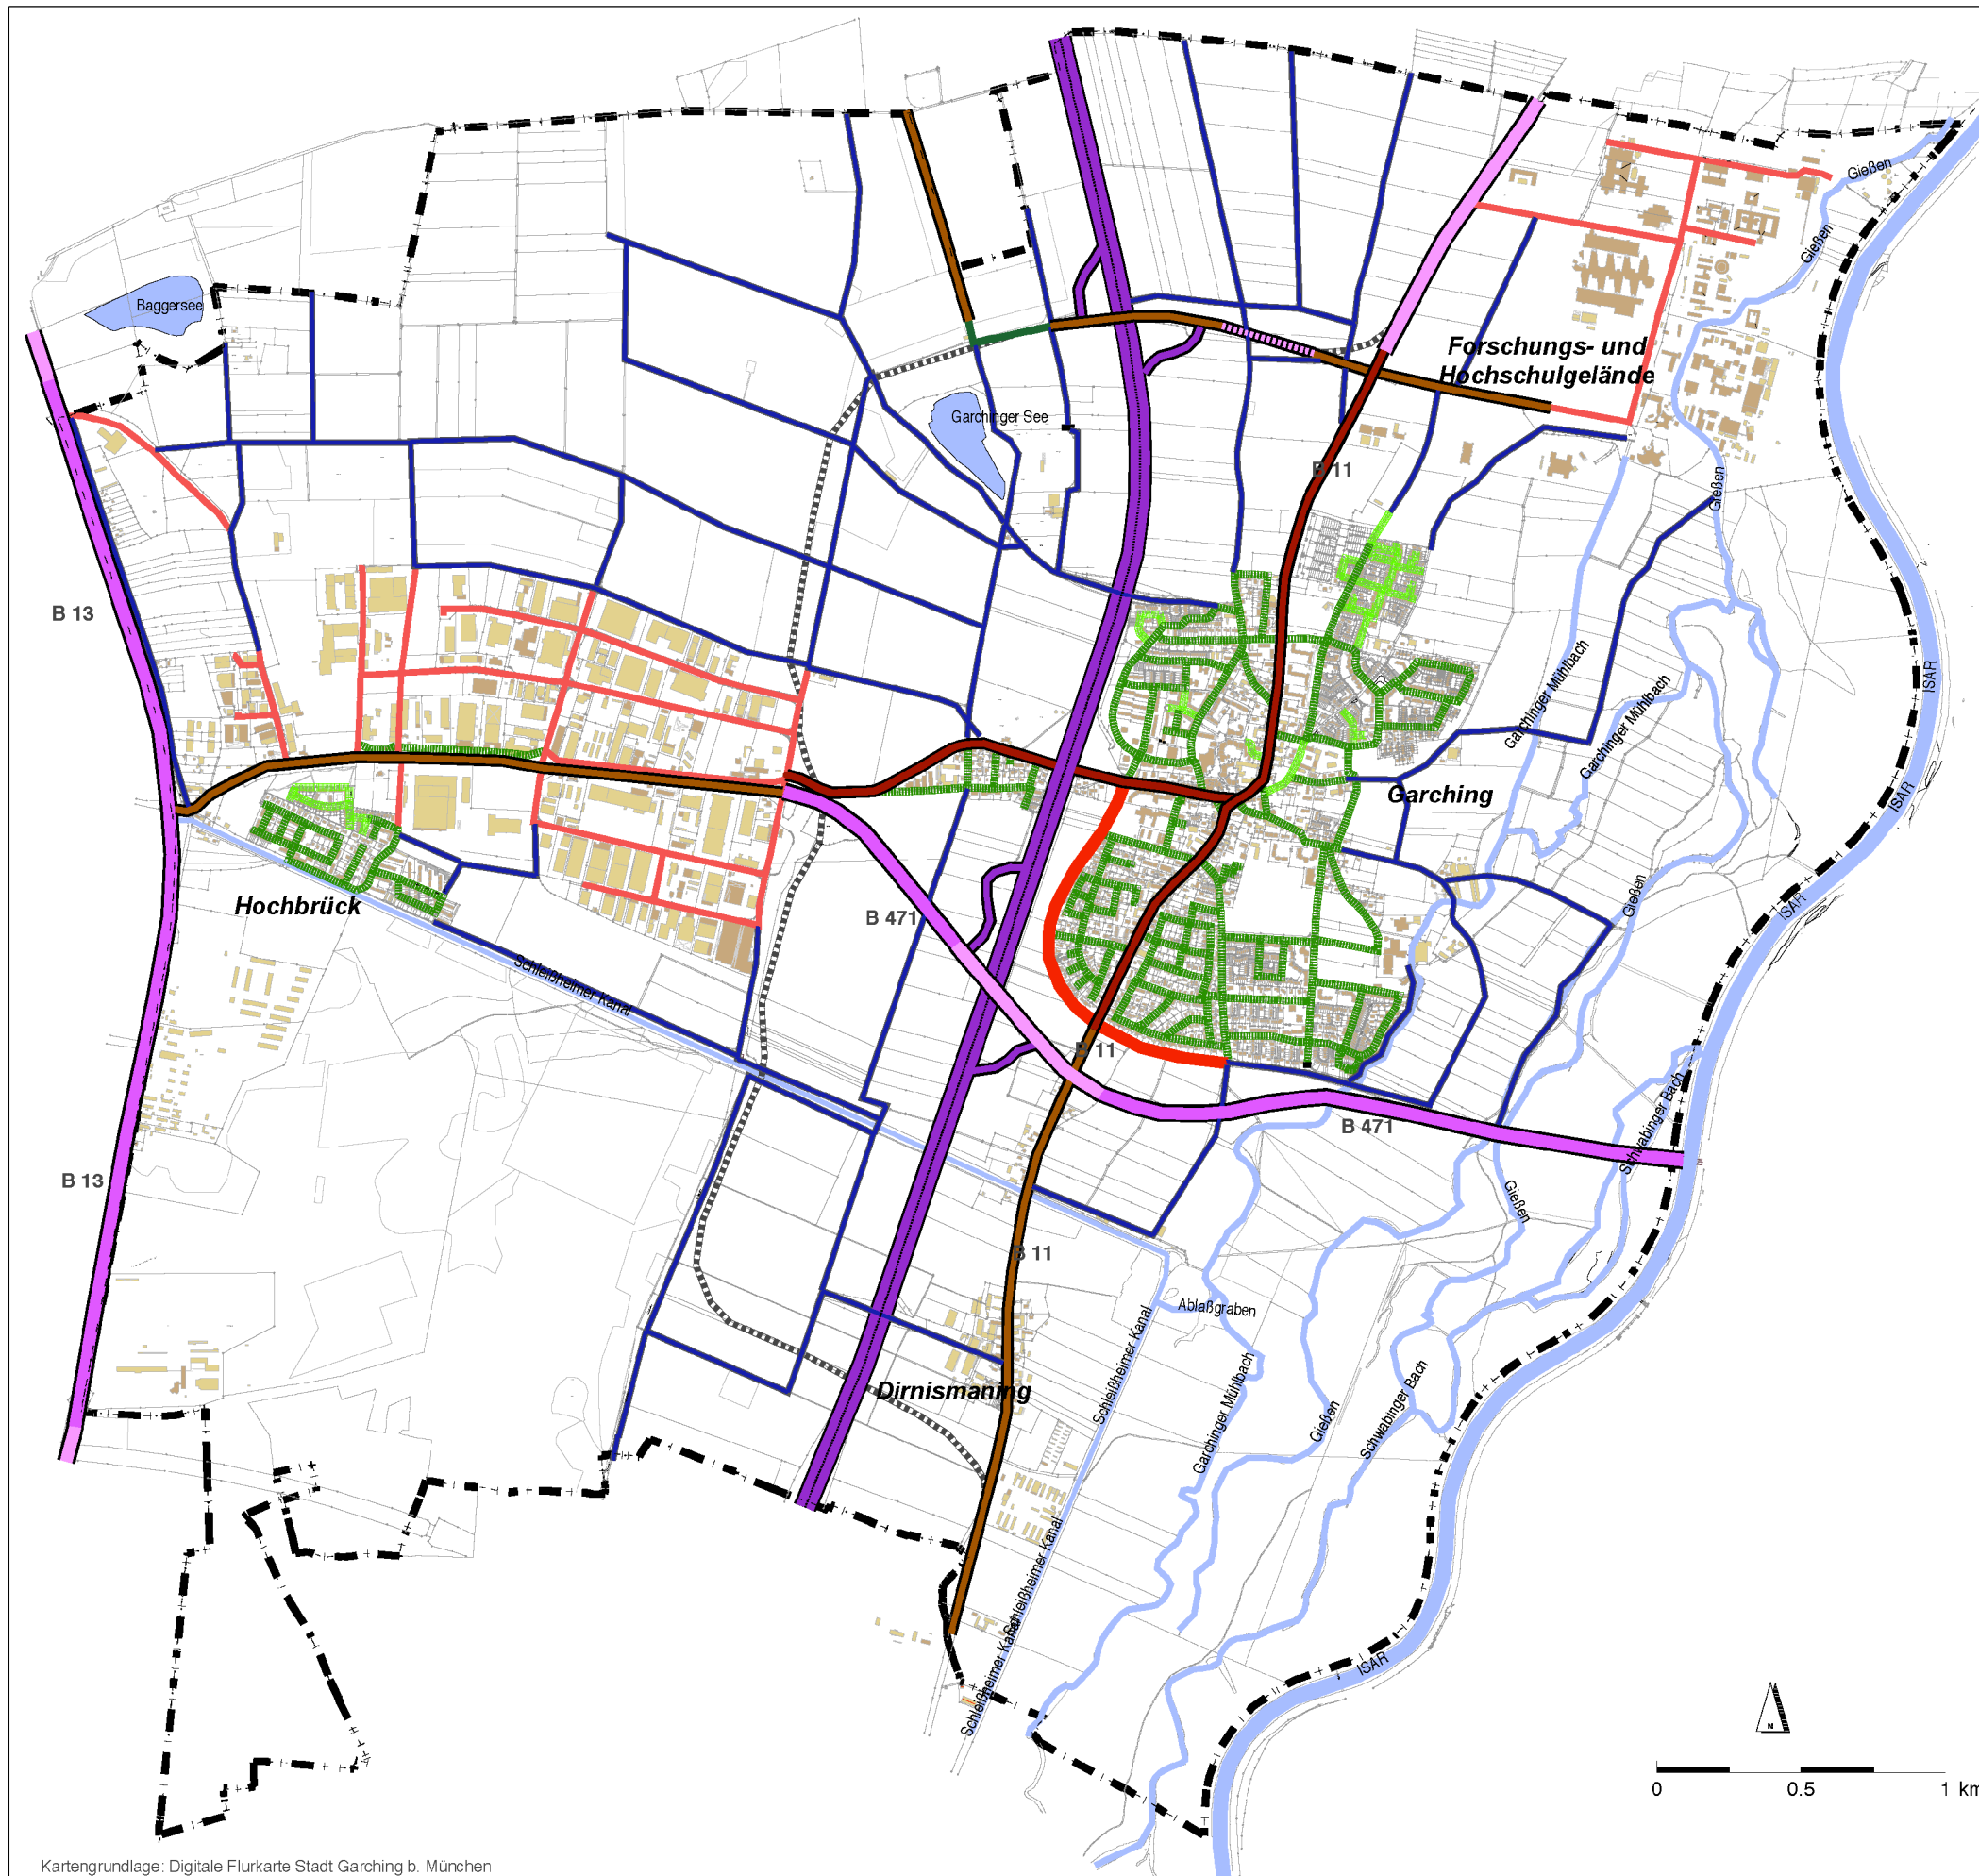 Gießen
Gießen
Baggersee
Forschungs- und
Hochschulgelände
Garchinger See
B 11
Gießen
B 13
Garchinger Mühlbach
Garchinger Mühlbach
ISAR
Garching
ISAR
Hochbrück
B 471
Gießen
ISAR
Schleißheimer Kanal
B 11
B 471
Schwabinger Bach
B 13
Gießen
B 11
Ablaßgraben
Schleißheimer Kanal
Dirnismaning
Garchinger Mühlbach
Gießen
Schwabinger Bach
Schleißheimer Kanal
Schleißheimer Kanal
ISAR
N
0 0.5 1 km
Kartengrundlage: Digitale Flurkarte Stadt Garching b. München